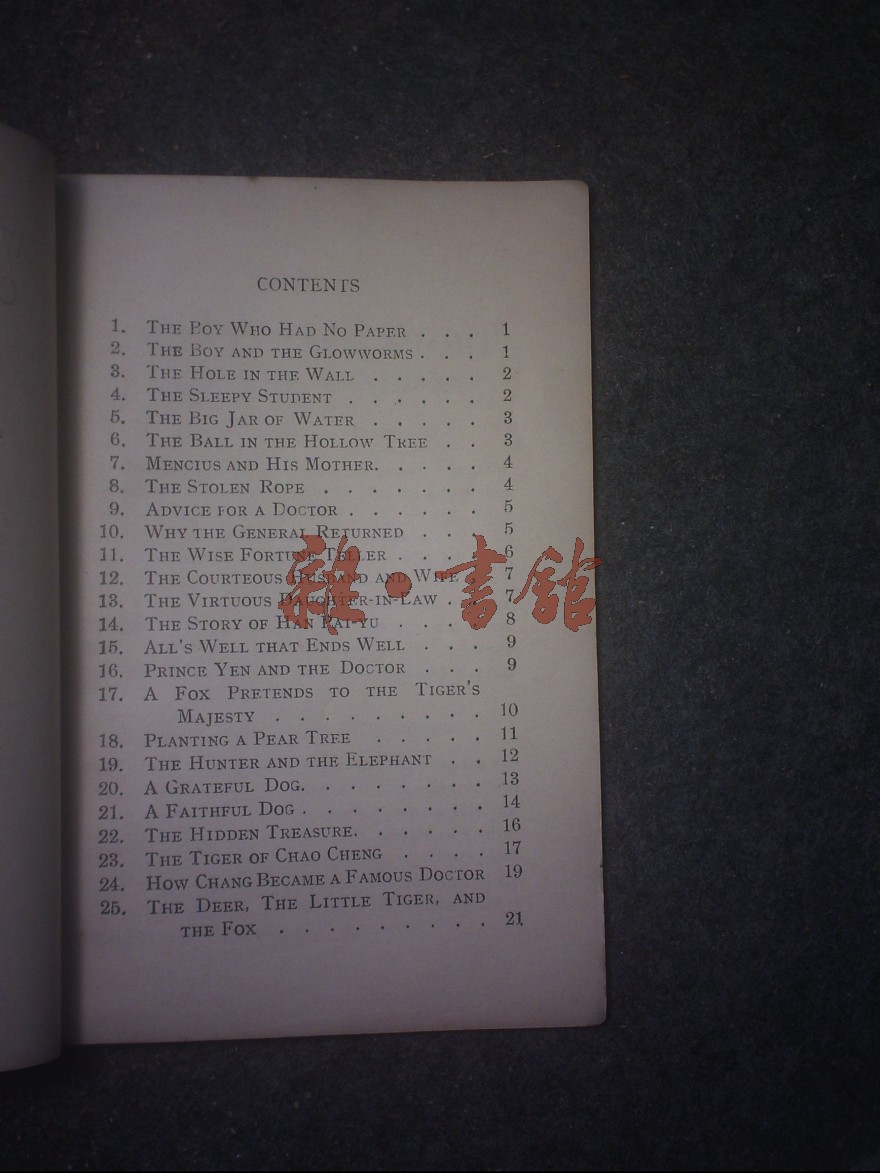 CONTENTS
1. THE BOY WHO HAD NO PAPER . . . 1
2. THE BOY AND THE GLOWWORMS . . . 1
3. THE HOLE IN THE WALL . . . . . 2
4. THE SLEEPY STUDENT . . . . . . 2
5. THE BIG JAR OF WATER . . . . . 3
6. THE BALL IN THE HOLLOW TREE . . 3
7. MENCIUS AND HIS MOTHER. . . . . 4
8. THE STOLEN ROPE . . . . . . . 4
9. ADVICE FOR A DOCTOR . . . . . . 5
10. WHY THE GENERAL RETURNED . . . 5
11. THE WISE FORTUNE TELLER . . . . 6
12. THE COURTEOUS HUSBAND AND WIFE 7
13. THE VIRTUOUS DAUGHTER-IN-LAW . . 7
14. THE STORY OF HAN PAI-YU . . . . 8
15. ALL'S WELL THAT ENDS WELL . . . 9
16. PRINCE YEN AND THE DOCTOR . . . 9
17. A FOX PRETENDS TO THE TIGER'S
MAJESTY . . . . . . . . . 10
18. PLANTING A PEAR TREE . . . . . 11
19. THE HUNTER AND THE ELEPHANT . . 12
20. A GRATEFUL DOG. . . . . . . . 13
21. A FAITHFUL DOG . . . . . . . . 14
22. THE HIDDEN TREASURE. . . . . . 16
23. THE TIGER OF CHAO CHENG . . . . 17
24. HOW CHANG BECAME A FAMOUS DOCTOR 19
25. THE DEER, THE LITTLE TIGER, AND
THE FOX . . . . . . . . . 21
雜·書館